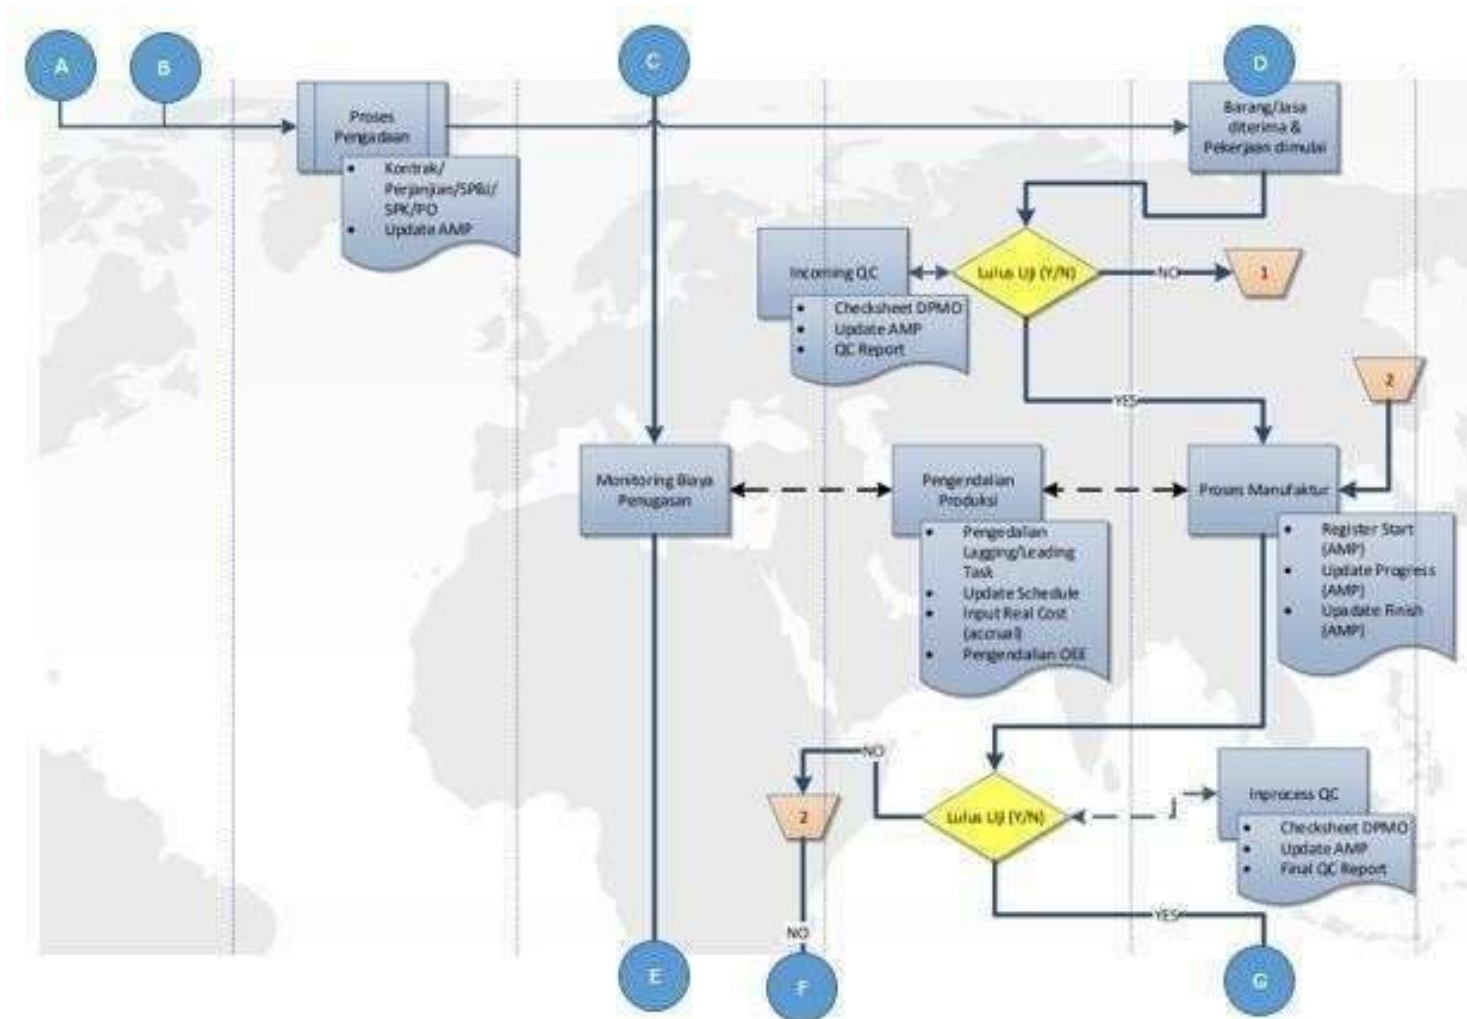 A
B
C
D
Proses
Pengadaan
• Kontrak/
Perjanjian/SPBJ/
SPK/PO
• Update AMP
Barang/Jasa
diterima &
Pekerjaan dimulai
Incoming QC
• Checksheet DPMO
• Update AMP
• QC Report
Lulus Uji (Y/N)
NO
1
YES
2
Monitoring Biaya
Penugasan
Pengendalian
Produksi
• Pengedalian
Lagging/Leading
Task
• Update Schedule
• Input Real Cost
(accrual)
• Pengendalian OEE
Proses Manufaktur
• Register Start
(AMP)
• Update Progress
(AMP)
• Upadate Finish
(AMP)
NO
2
Lulus Uji (Y/N)
Inprocess QC
• Checksheet DPMO
• Update AMP
• Final QC Report
YES
NO
E
F
G